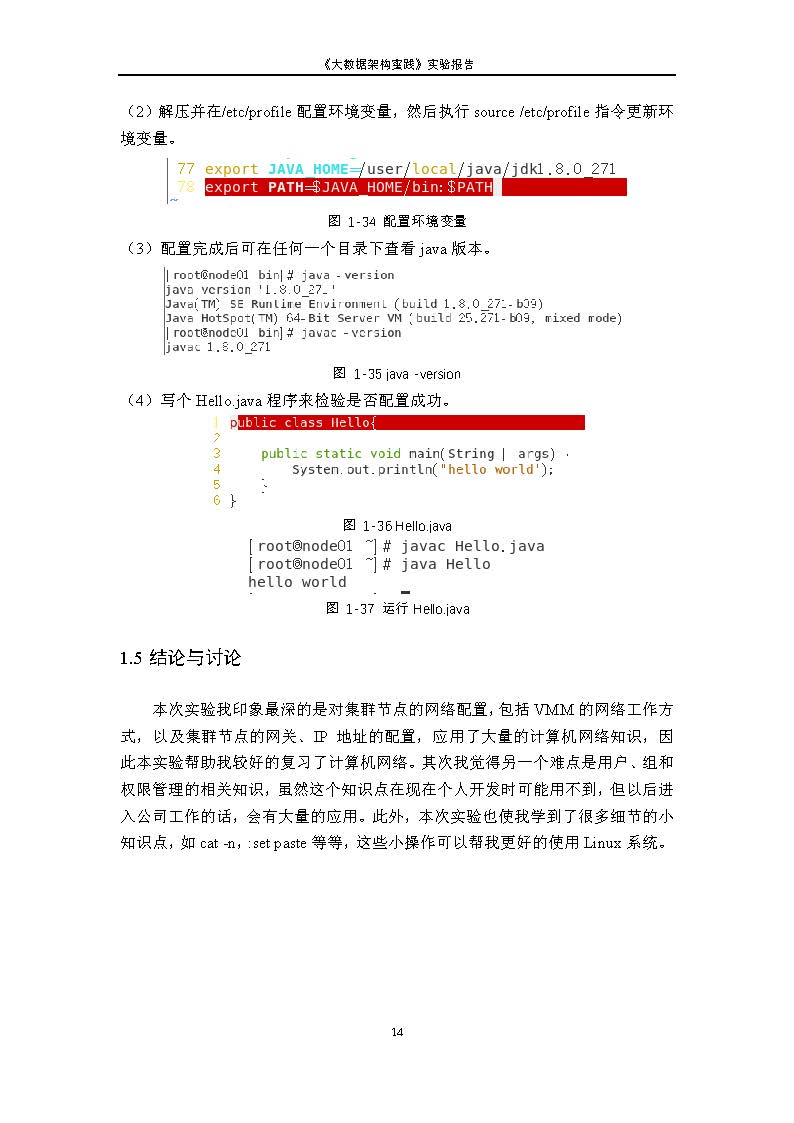 《大数据架构实践》实验报告
（2）解压并在/etc/profile 配置环境变量，然后执行 source /etc/profile 指令更新环
境变量。
77 export JAVA_HOME=/user/local/java/jdk1.8.0_271
78 export PATH=$JAVA_HOME/bin:$PATH
~
图 1-34 配置环境变量
（3）配置完成后可在任何一个目录下查看 java 版本。
[root@node01 bin]# java -version
java version "1.8.0_271"
Java(TM) SE Runtime Environment (build 1.8.0_271-b09)
Java HotSpot(TM) 64-Bit Server VM (build 25.271-b09, mixed mode)
[root@node01 bin]# javac -version
javac 1.8.0_271
图 1-35 java -version
（4）写个 Hello.java 程序来检验是否配置成功。
1 public class Hello{
2
3 public static void main(String[] args) {
4 System.out.println("hello world");
5 }
6 }
图 1-36 Hello.java
[root@node01 ~]# javac Hello.java
[root@node01 ~]# java Hello
hello world
图 1-37 运行 Hello.java
1.5 结论与讨论
本次实验我印象最深的是对集群节点的网络配置，包括 VMM 的网络工作方
式，以及集群节点的网关、IP 地址的配置，应用了大量的计算机网络知识，因
此本实验帮助我较好的复习了计算机网络。其次我觉得另一个难点是用户、组和
权限管理的相关知识，虽然这个知识点在现在个人开发时可能用不到，但以后进
入公司工作的话，会有大量的应用。此外，本次实验也使我学到了很多细节的小
知识点，如 cat -n，:set paste 等等，这些小操作可以帮我更好的使用 Linux 系统。
14